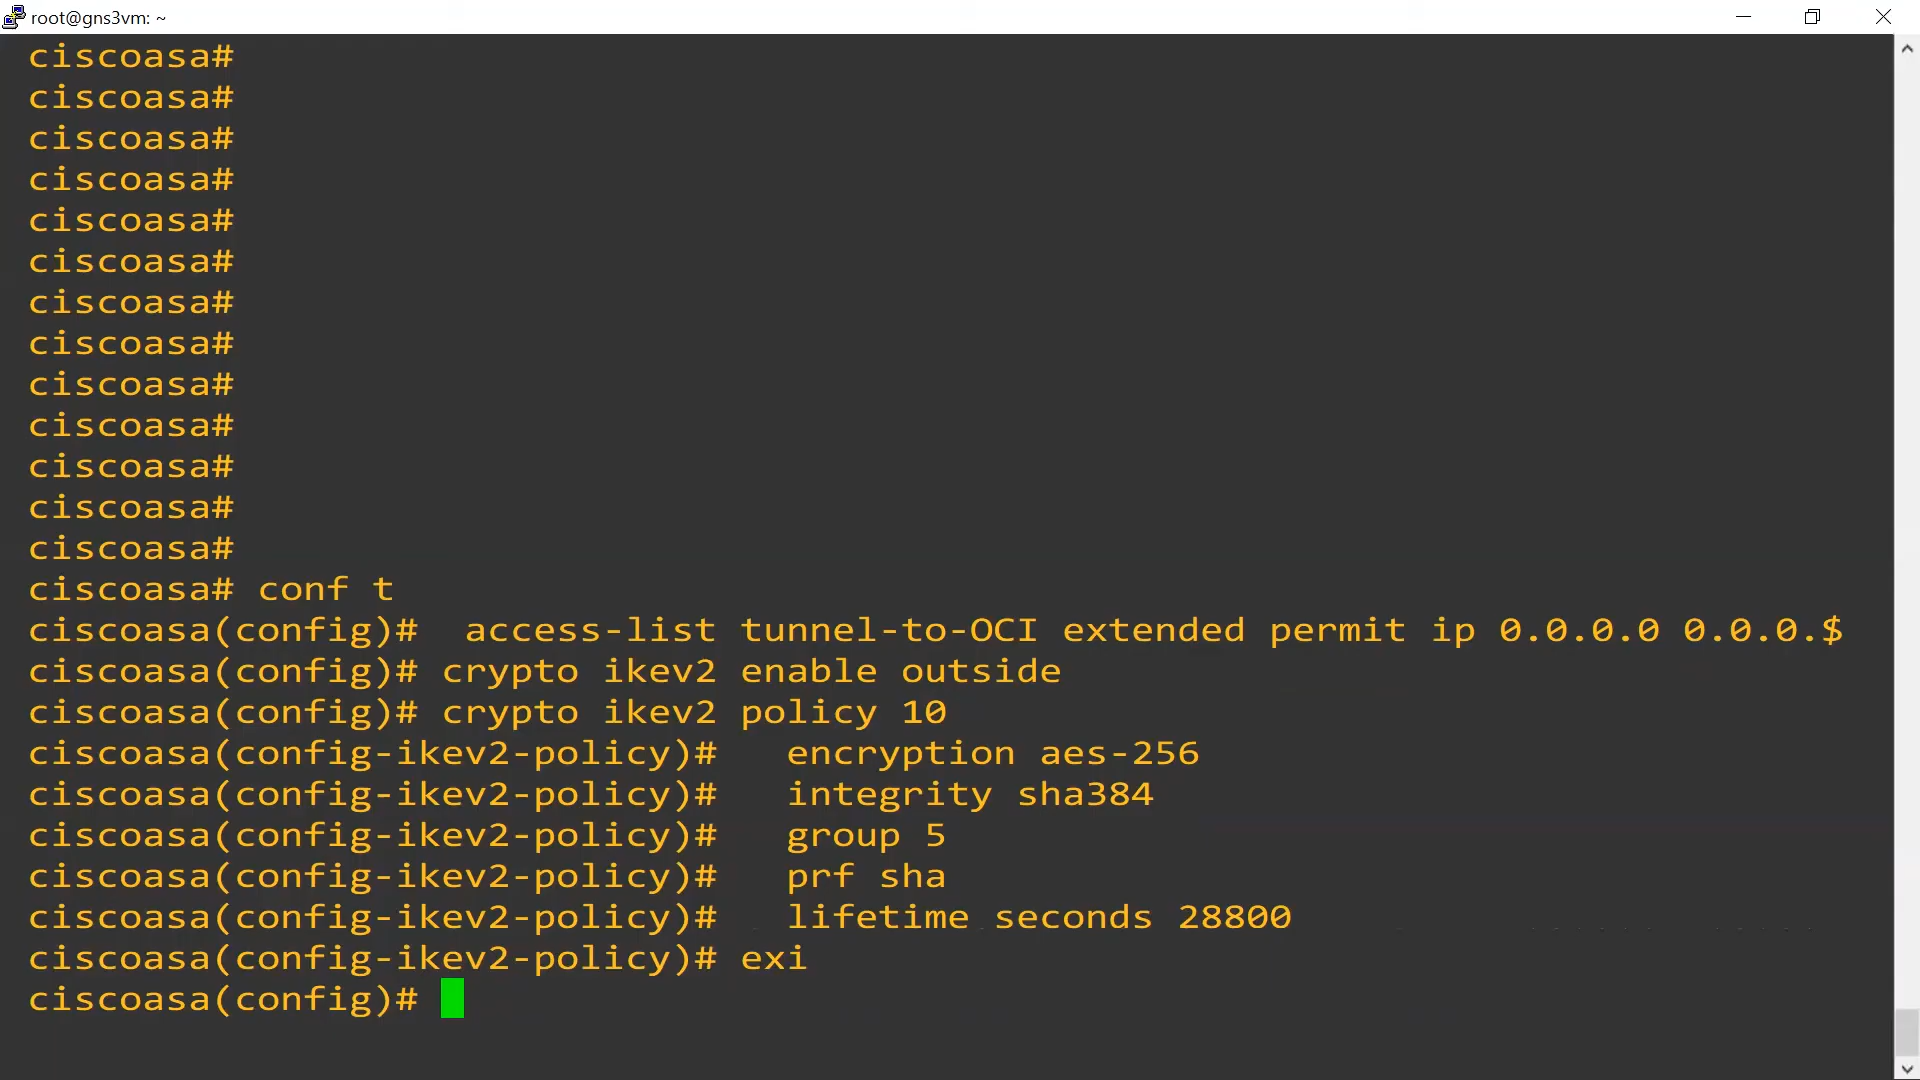 root@gns3vm: ~
ciscoasa#
ciscoasa#
ciscoasa#
ciscoasa#
ciscoasa#
ciscoasa#
ciscoasa#
ciscoasa#
ciscoasa#
ciscoasa#
ciscoasa#
ciscoasa#
ciscoasa#
ciscoasa# conf t
ciscoasa(config)#  access-list tunnel-to-OCI extended permit ip 0.0.0.0 0.0.0.$
ciscoasa(config)# crypto ikev2 enable outside
ciscoasa(config)# crypto ikev2 policy 10
ciscoasa(config-ikev2-policy)#   encryption aes-256
ciscoasa(config-ikev2-policy)#   integrity sha384
ciscoasa(config-ikev2-policy)#   group 5
ciscoasa(config-ikev2-policy)#   prf sha
ciscoasa(config-ikev2-policy)#   lifetime seconds 28800
ciscoasa(config-ikev2-policy)# exi
ciscoasa(config)#